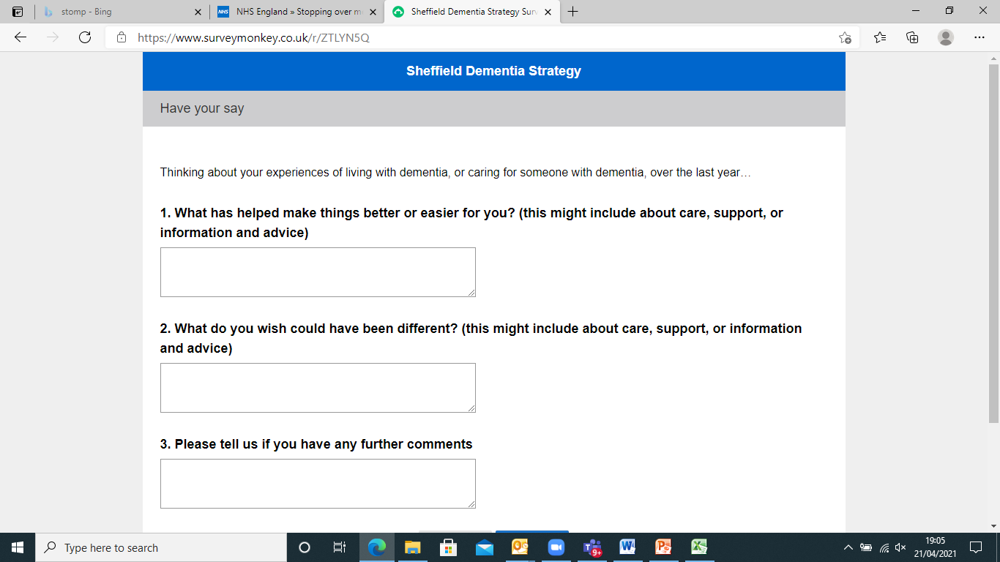 stomp - Bing
NHS
NHS England » Stopping over m
Sheffield Dementia Strategy Sur
https://www.surveymonkey.co.uk/r/ZTLYN5Q
Sheffield Dementia Strategy
Have your say
Thinking about your experiences of living with dementia, or caring for someone with dementia, over the last year…
1. What has helped make things better or easier for you? (this might include about care, support, or
information and advice)
2. What do you wish could have been different? (this might include about care, support, or information
and advice)
3. Please tell us if you have any further comments
Type here to search
9+
19:05
21/04/2021